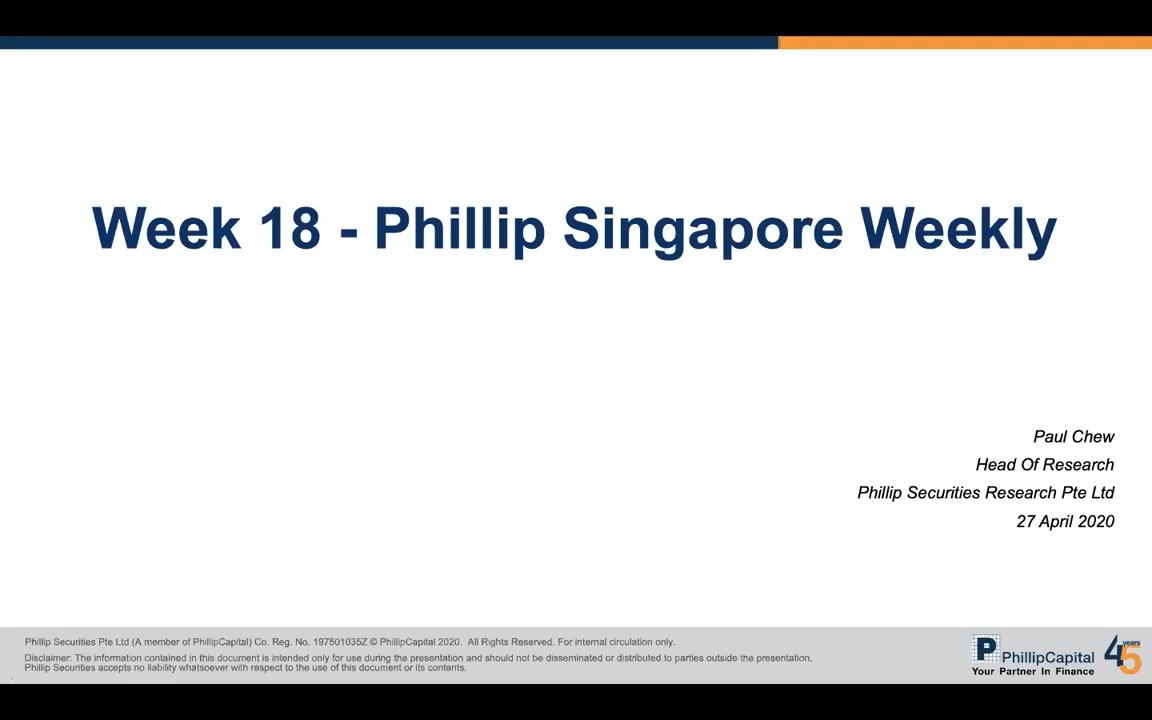 Week 18 - Phillip Singapore Weekly
Paul Chew
Head Of Research
Phillip Securities Research Pte Ltd
27 April 2020
Phillip Securities Pte Ltd (A member of PhillipCapital) Co. Reg. No. 197501035Z © PhillipCapital 2020. All Rights Reserved. For internal circulation only.
Disclaimer: The information contained in this document is intended only for use during the presentation and should not be disseminated or distributed to parties outside the presentation.
Phillip Securities accepts no liability whatsoever with respect to the use of this document or its contents.
P PhillipCapital
Your Partner In Finance
45 years